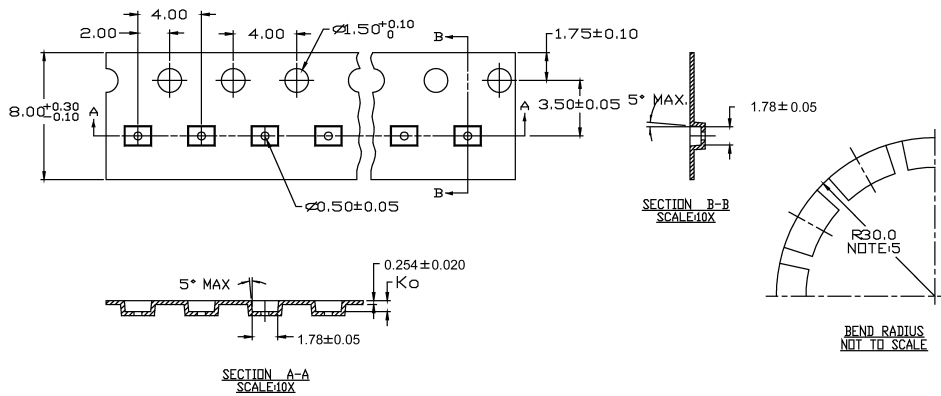 4.00
2.00
4.00
⌀1.50+0.10 0
B
1.75±0.10
8.00+0.30 -0.10
A
A
3.50±0.05
B
⌀0.50±0.05
5° MAX.
1.78±0.05
SECTION B-B
SCALE:10X
R30.0
NOTE:5
5° MAX
0.254±0.020
Ko
1.78±0.05
SECTION A-A
SCALE:10X
BEND RADIUS
NOT TO SCALE